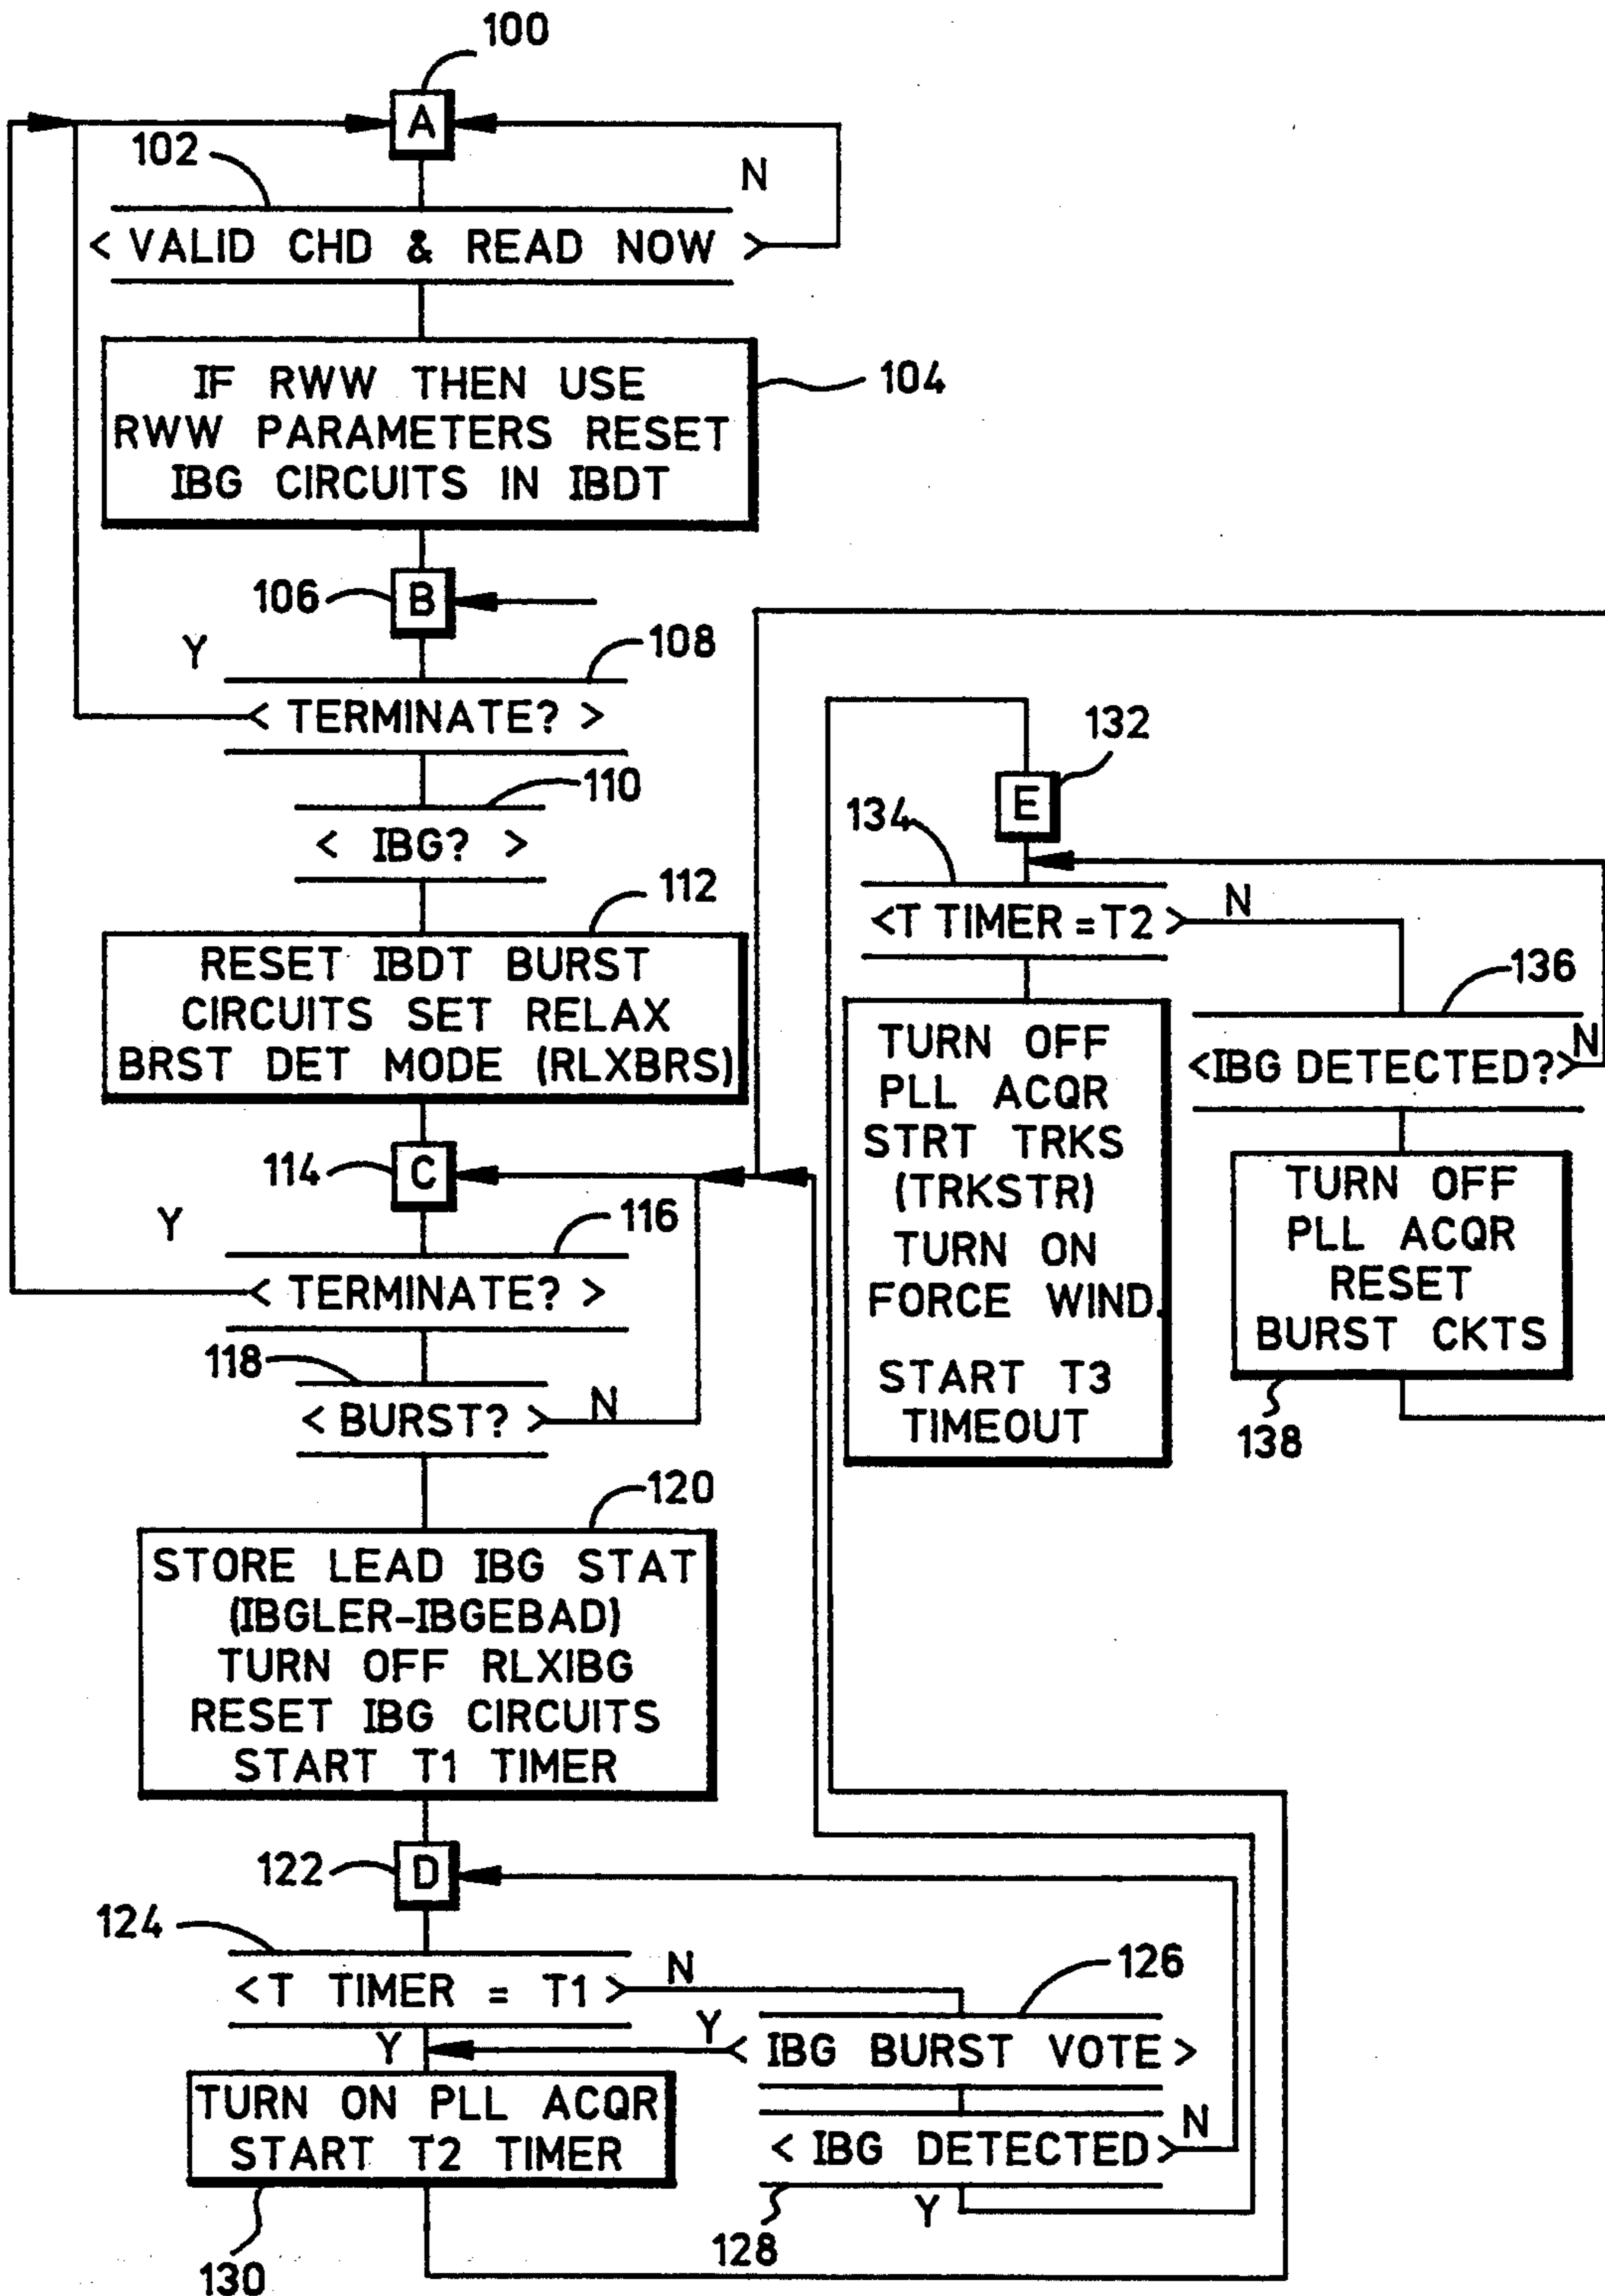 100
A
102
N
< VALID CHD & READ NOW >
IF RWW THEN USE
RWW PARAMETERS RESET
IBG CIRCUITS IN IBDT
104
106
B
Y
108
< TERMINATE? >
110
< IBG? >
112
RESET IBDT BURST
CIRCUITS SET RELAX
BRST DET MODE (RLXBRS)
114
C
Y
116
< TERMINATE? >
118
< BURST? >
N
120
STORE LEAD IBG STAT
(IBGLER-IBGEBAD)
TURN OFF RLXIBG
RESET IBG CIRCUITS
START T1 TIMER
122
D
124
<T TIMER = T1>
N
Y
126
Y
< IBG BURST VOTE >
TURN ON PLL ACQR
START T2 TIMER
130
< IBG DETECTED>
N
128
Y
132
E
134
<T TIMER = T2 >
N
TURN OFF
PLL ACQR
STRT TRKS
(TRKSTR)
TURN ON
FORCE WIND.
START T3
TIMEOUT
136
<IBG DETECTED?>
N
TURN OFF
PLL ACQR
RESET
BURST CKTS
138